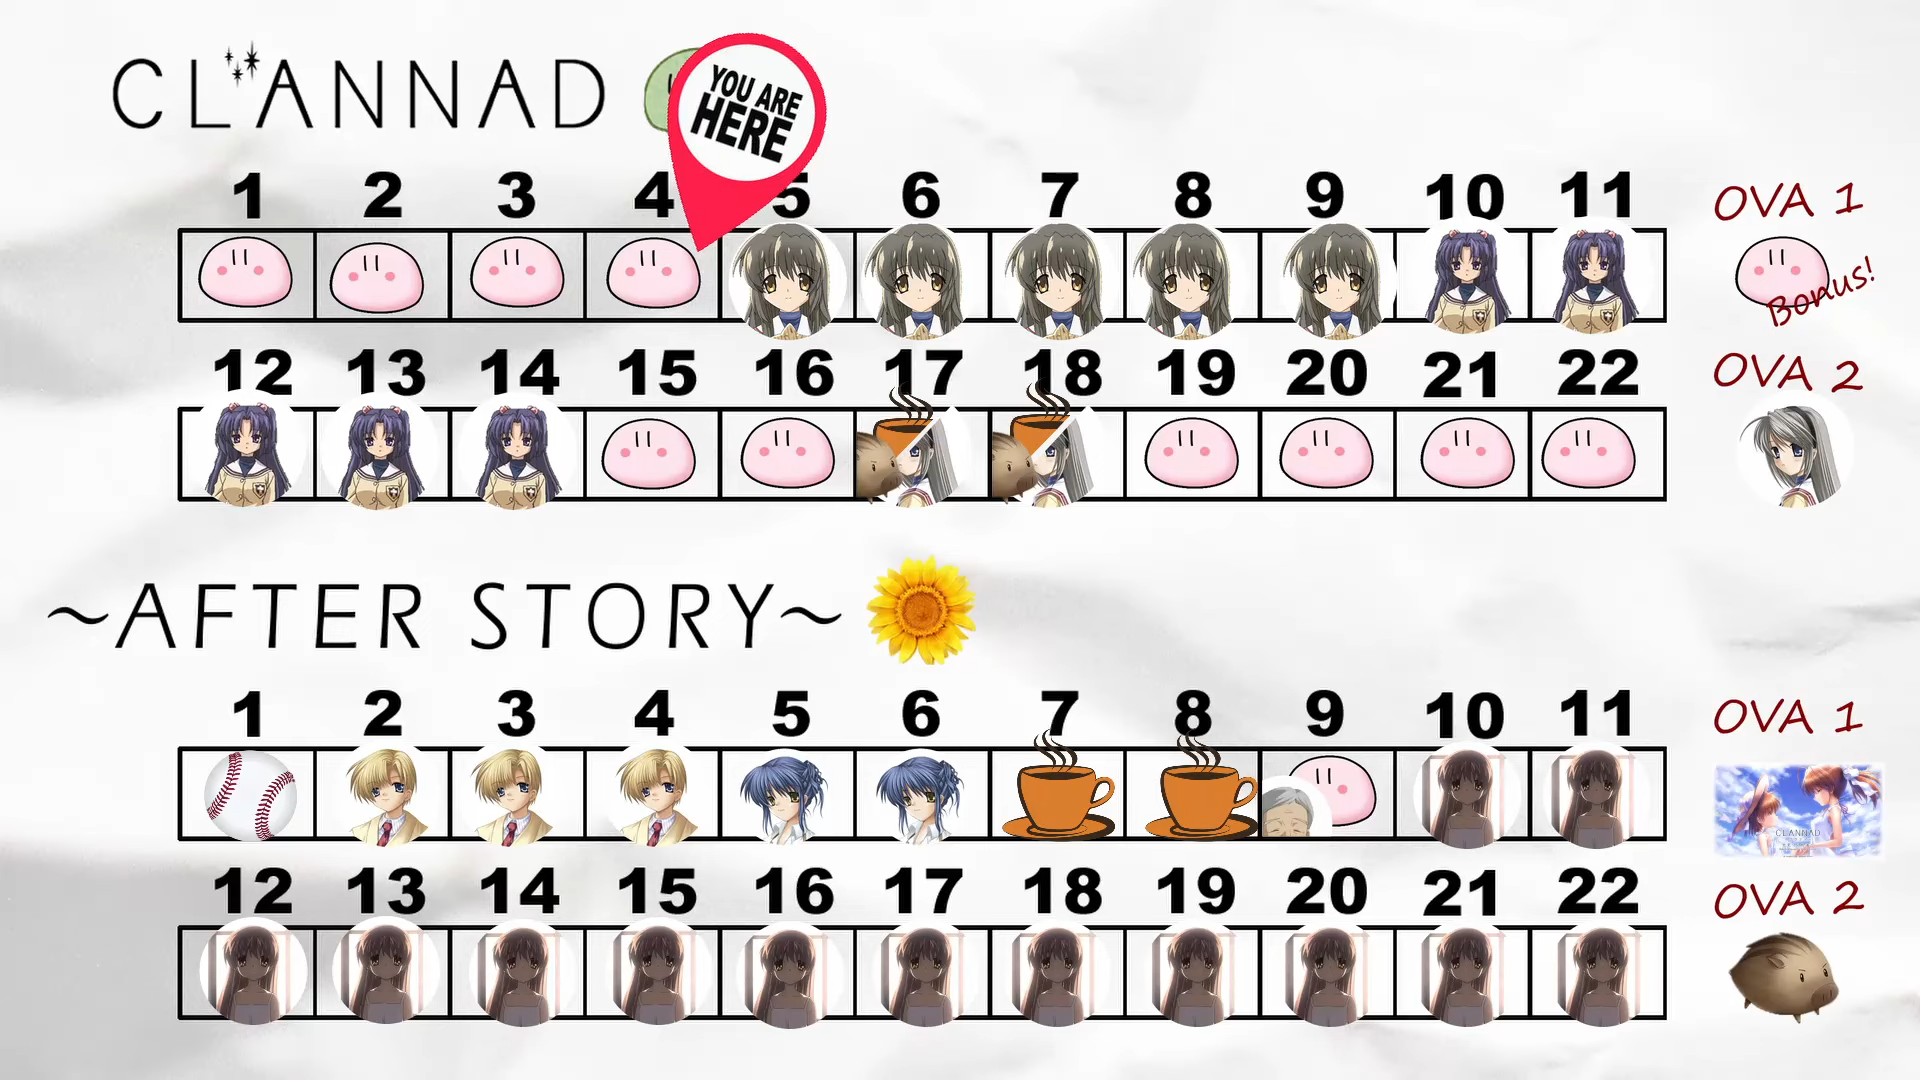 CLANNAD
YOU ARE
HERE
1 2 3 4 5 6 7 8 9 10 11
OVA 1
Bonus!
12 13 14 15 16 17 18 19 20 21 22
OVA 2
~AFTER STORY~
1 2 3 4 5 6 7 8 9 10 11
OVA 1
CLANNAD
12 13 14 15 16 17 18 19 20 21 22
OVA 2